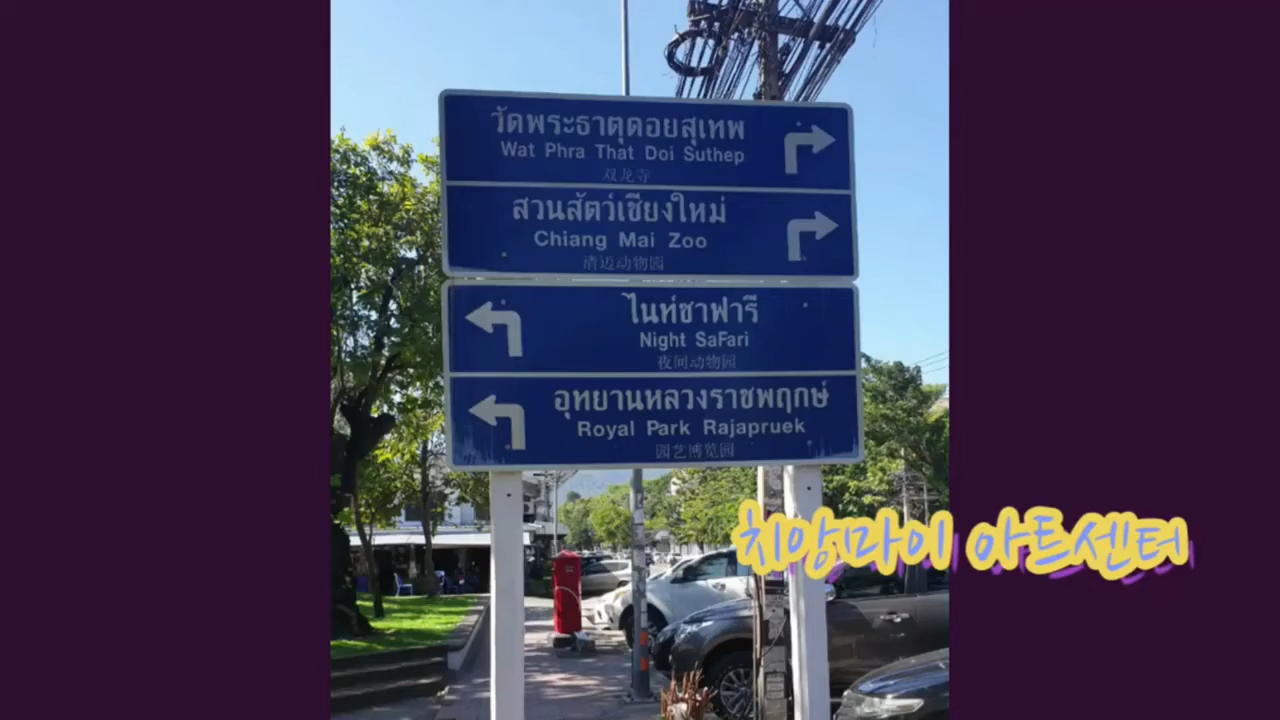 วัดพระธาตุดอยสุเทพ
Wat Phra That Doi Suthep
双龙寺
สวนสัตว์เชียงใหม่
Chiang Mai Zoo
清迈动物园
ไนท์ซาฟารี
Night SaFari
夜间动物园
อุทยานหลวงราชพฤกษ์
Royal Park Rajapruek
园艺博览园
치앙마이 아트센터